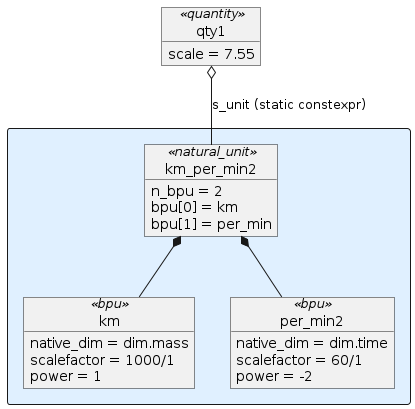 «quantity»
qty1
scale = 7.55
s_unit (static constexpr)
«natural_unit»
km_per_min2
n_bpu = 2
bpu[0] = km
bpu[1] = per_min
«bpu»
km
native_dim = dim.mass
scalefactor = 1000/1
power = 1
«bpu»
per_min2
native_dim = dim.time
scalefactor = 60/1
power = -2